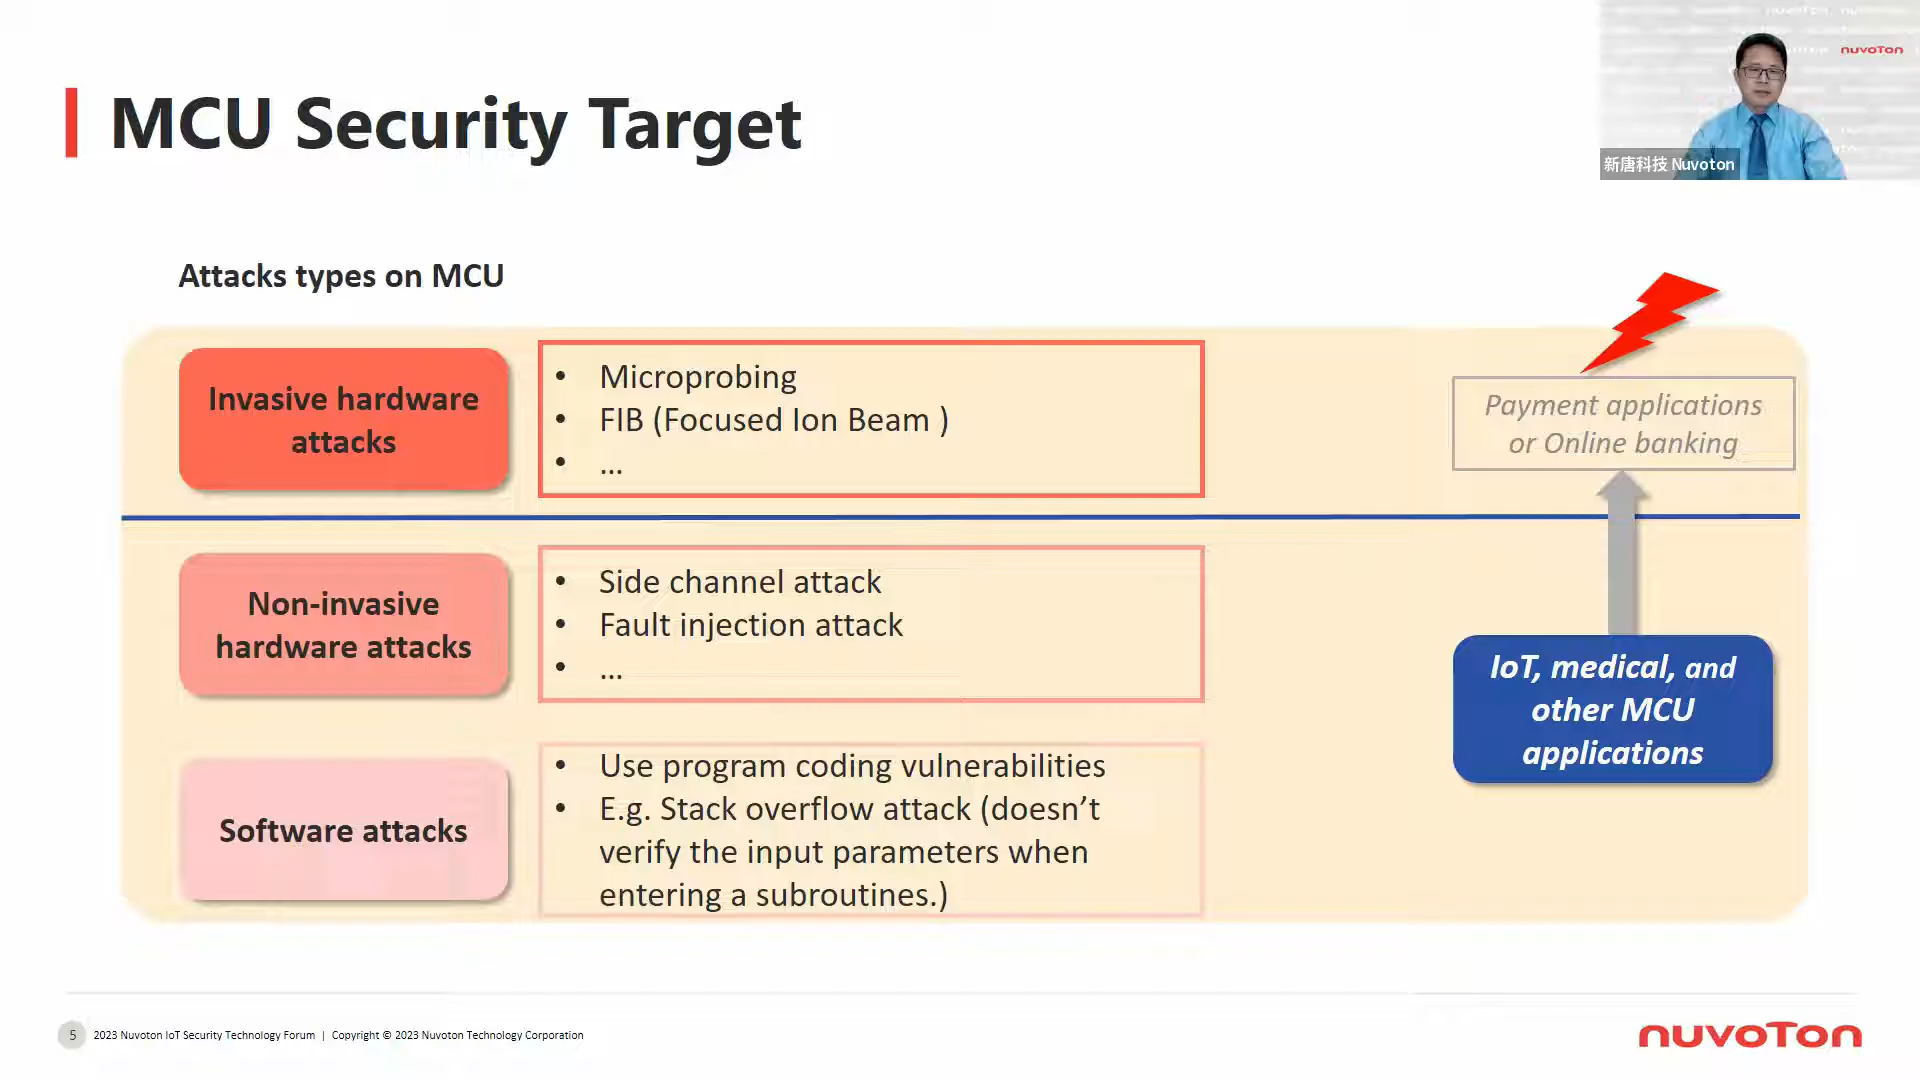 nuvoTon
新唐科技 Nuvoton
MCU Security Target
Attacks types on MCU
Invasive hardware
attacks
• Microprobing
• FIB (Focused Ion Beam )
• ...
Payment applications
or Online banking
Non-invasive
hardware attacks
• Side channel attack
• Fault injection attack
• ...
IoT, medical, and
other MCU
applications
Software attacks
• Use program coding vulnerabilities
• E.g. Stack overflow attack (doesn’t
verify the input parameters when
entering a subroutines.)
5
2023 Nuvoton IoT Security Technology Forum | Copyright © 2023 Nuvoton Technology Corporation
nuvoTon